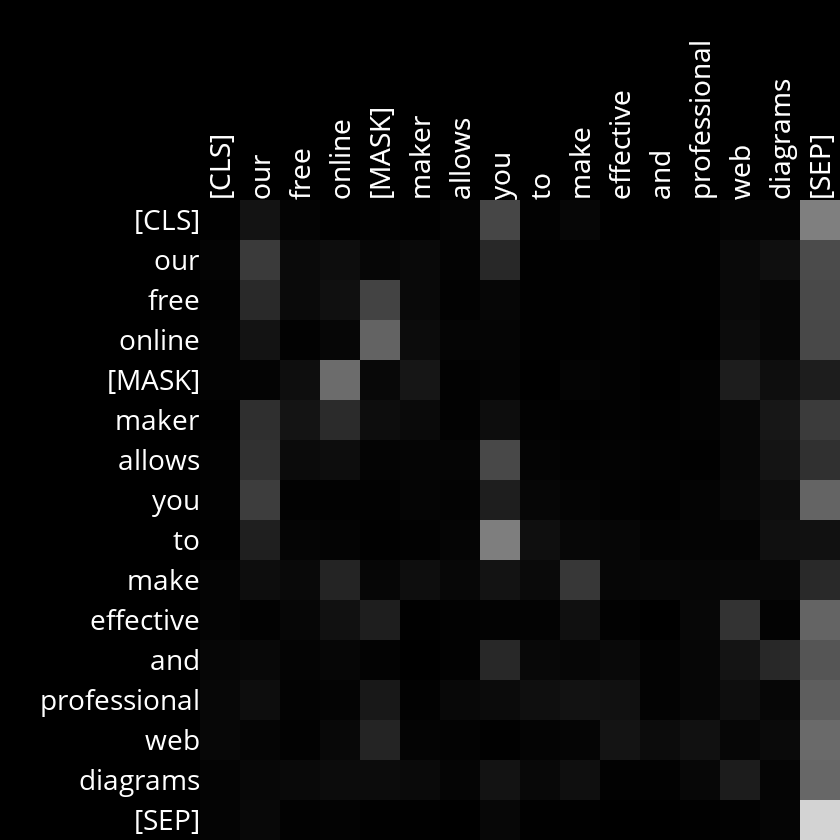 [CLS] our free online [MASK] maker allows you to make effective and professional web diagrams [SEP]
[CLS]
our
free
online
[MASK]
maker
allows
you
to
make
effective
and
professional
web
diagrams
[SEP]